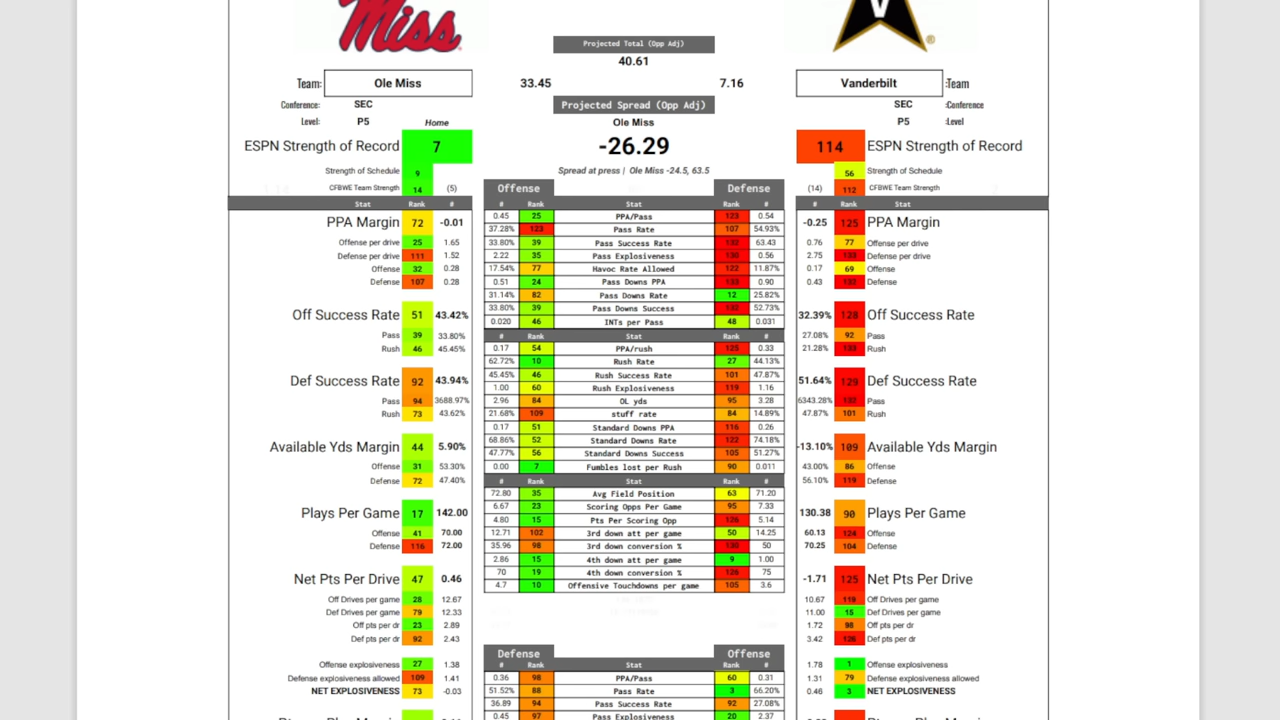 Miss
V
®
Projected Total (Opp Adj)
40.61
Team: Ole Miss 33.45 7.16 Vanderbilt :Team
Conference: SEC Projected Spread (Opp Adj) SEC :Conference
Level: P5 Home Ole Miss P5 :Level
ESPN Strength of Record 7 -26.29 114 ESPN Strength of Record
Strength of Schedule 9 Spread at press | Ole Miss -24.5, 63.5 56 Strength of Schedule
CFBWE Team Strength 14 (5) Offense Defense (14) 112 CFBWE Team Strength
Stat Rank # # Rank Stat Rank # # Rank Stat
0.45 25 PPA/Pass 123 0.54
PPA Margin 72 -0.01 37.28% 123 Pass Rate 107 54.93% -0.25 125 PPA Margin
Offense per drive 25 1.65 33.80% 39 Pass Success Rate 132 63.43 0.76 77 Offense per drive
Defense per drive 111 1.52 2.22 35 Pass Explosiveness 130 0.56 2.75 133 Defense per drive
Offense 32 0.28 17.54% 77 Havoc Rate Allowed 122 11.87% 0.17 69 Offense
Defense 107 0.28 0.51 24 Pass Downs PPA 133 0.90 0.43 132 Defense
31.14% 82 Pass Downs Rate 12 25.82%
Off Success Rate 51 43.42% 33.80% 39 Pass Downs Success 132 52.73% 32.39% 128 Off Success Rate
0.020 46 INTs per Pass 48 0.031
Pass 39 33.80% # Rank Stat Rank # 27.08% 92 Pass
Rush 46 45.45% 0.17 54 PPA/rush 125 0.33 21.28% 133 Rush
62.72% 10 Rush Rate 27 44.13%
Def Success Rate 92 43.94% 45.45% 46 Rush Success Rate 101 47.87% 51.64% 129 Def Success Rate
1.00 60 Rush Explosiveness 119 1.16
Pass 94 3688.97% 2.96 84 OL yds 95 3.28 6343.28% 132 Pass
Rush 73 43.62% 21.68% 109 stuff rate 84 14.89% 47.87% 101 Rush
0.17 51 Standard Downs PPA 116 0.26
Available Yds Margin 44 5.90% 68.86% 52 Standard Downs Rate 122 74.18% -13.10% 109 Available Yds Margin
47.77% 56 Standard Downs Success 105 51.27%
Offense 31 53.30% 0.00 7 Fumbles lost per Rush 90 0.011 43.00% 86 Offense
Defense 72 47.40% # Rank Stat Rank # 56.10% 119 Defense
72.80 35 Avg Field Position 63 71.20
Plays Per Game 17 142.00 6.67 23 Scoring Opps Per Game 95 7.33 130.38 90 Plays Per Game
4.80 15 Pts Per Scoring Opp 126 5.14
Offense 41 70.00 12.71 102 3rd down att per game 50 14.25 60.13 124 Offense
Defense 116 72.00 35.96 98 3rd down conversion % 130 50 70.25 104 Defense
2.86 15 4th down att per game 9 1.00
Net Pts Per Drive 47 0.46 70 19 4th down conversion % 126 75 -1.71 125 Net Pts Per Drive
4.7 10 Offensive Touchdowns per game 105 3.6
Off Drives per game 28 12.67 10.67 119 Off Drives per game
Def Drives per game 79 12.33 11.00 15 Def Drives per game
Off pts per dr 23 2.89 1.72 98 Off pts per dr
Def pts per dr 92 2.43 3.42 126 Def pts per dr
Defense Offense
Offense explosiveness 27 1.38 # Rank Stat Rank # 1.78 1 Offense explosiveness
Defense explosiveness allowed 109 1.41 0.36 98 PPA/Pass 60 0.31 1.31 79 Defense explosiveness allowed
NET EXPLOSIVENESS 73 -0.03 51.52% 88 Pass Rate 3 66.20% 0.46 3 NET EXPLOSIVENESS
36.89 94 Pass Success Rate 92 27.08%
0.45 97 Pass Explosiveness 20 2.37